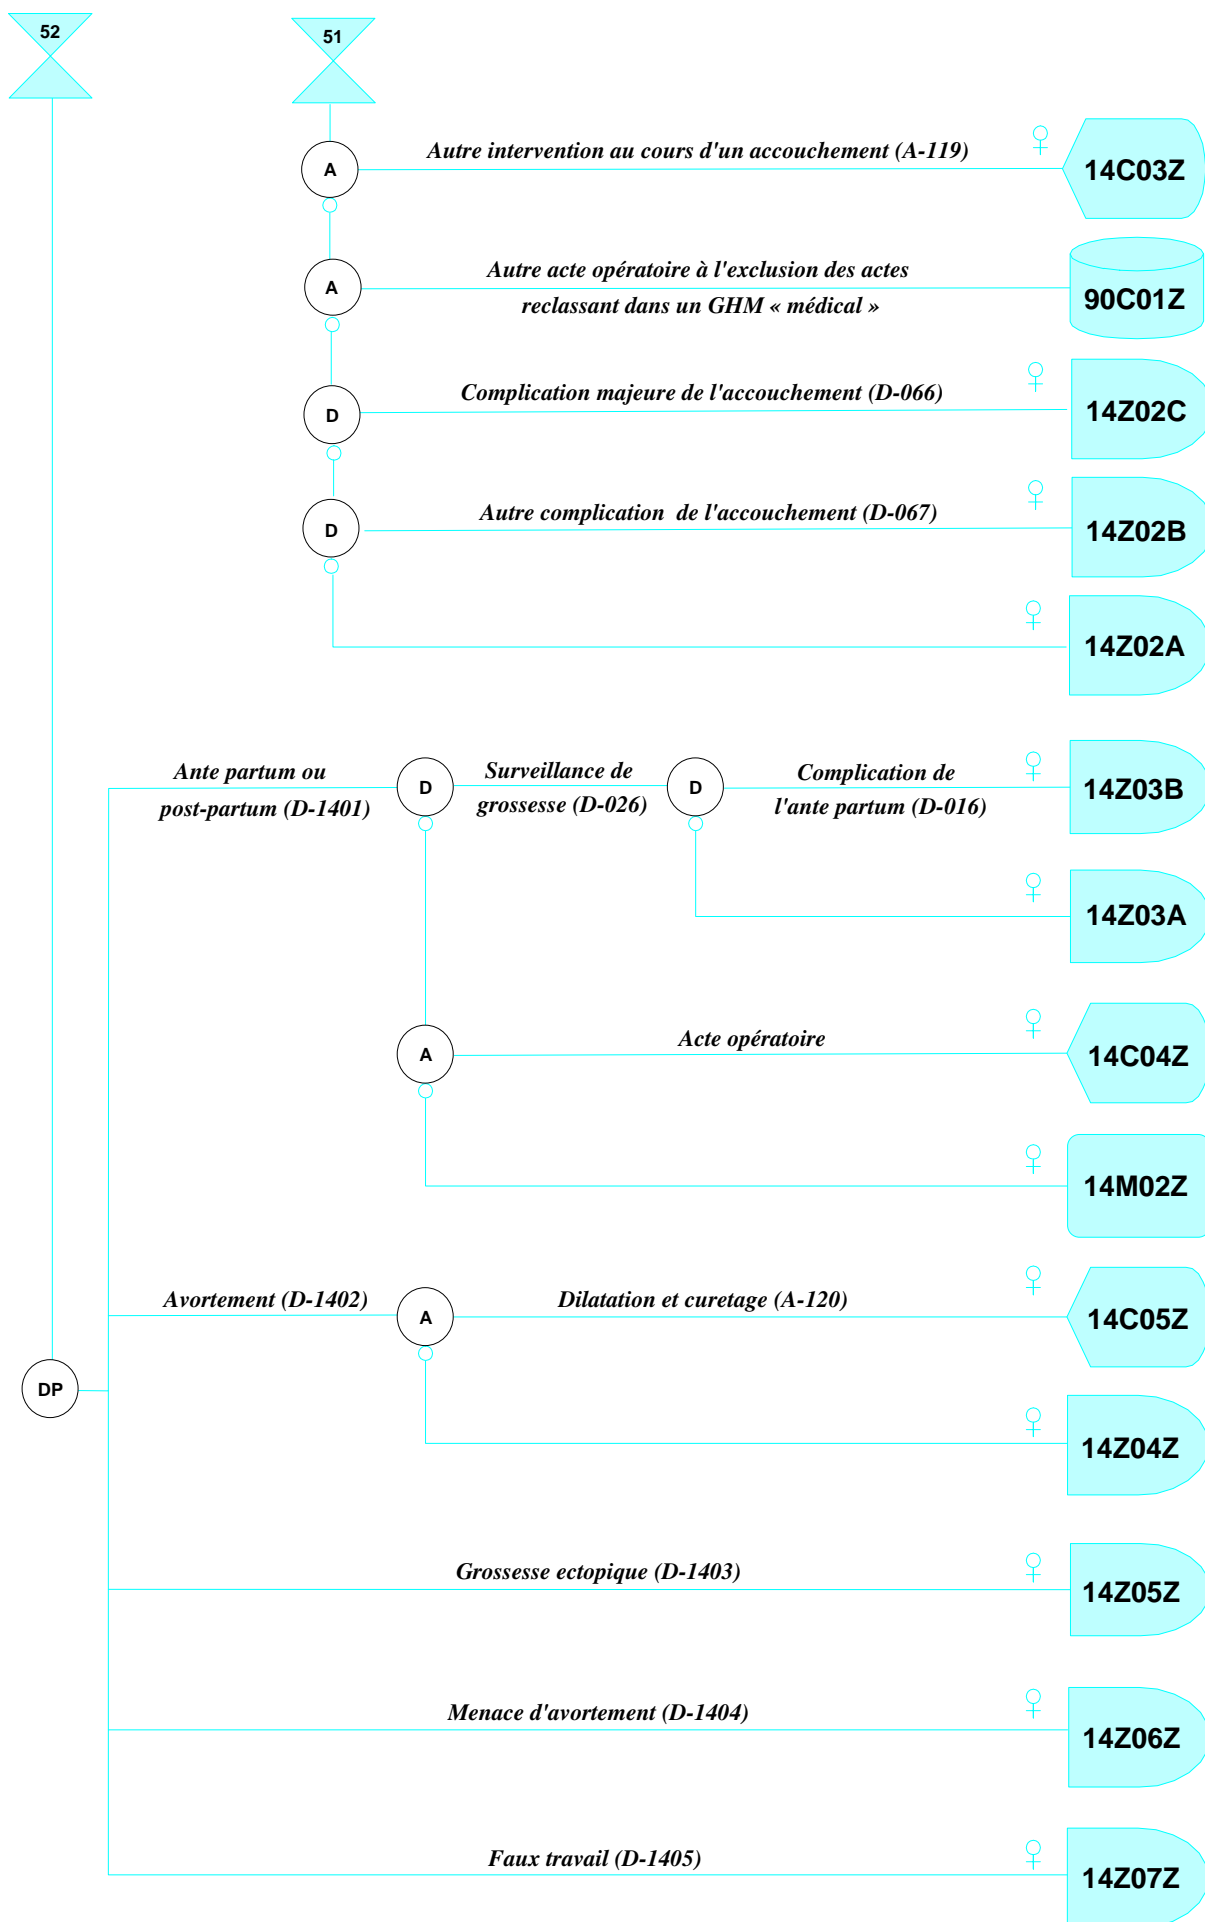 52
51
A
Autre intervention au cours d'un accouchement (A-119)
14C03Z
A
Autre acte opératoire à l'exclusion des actes
reclassant dans un GHM « médical »
90C01Z
D
Complication majeure de l'accouchement (D-066)
14Z02C
D
Autre complication de l'accouchement (D-067)
14Z02B
14Z02A
Ante partum ou
post-partum (D-1401)
D
Surveillance de
grossesse (D-026)
D
Complication de
l'ante partum (D-016)
14Z03B
14Z03A
A
Acte opératoire
14C04Z
14M02Z
Avortement (D-1402)
A
Dilatation et curetage (A-120)
14C05Z
DP
14Z04Z
Grossesse ectopique (D-1403)
14Z05Z
Menace d'avortement (D-1404)
14Z06Z
Faux travail (D-1405)
14Z07Z